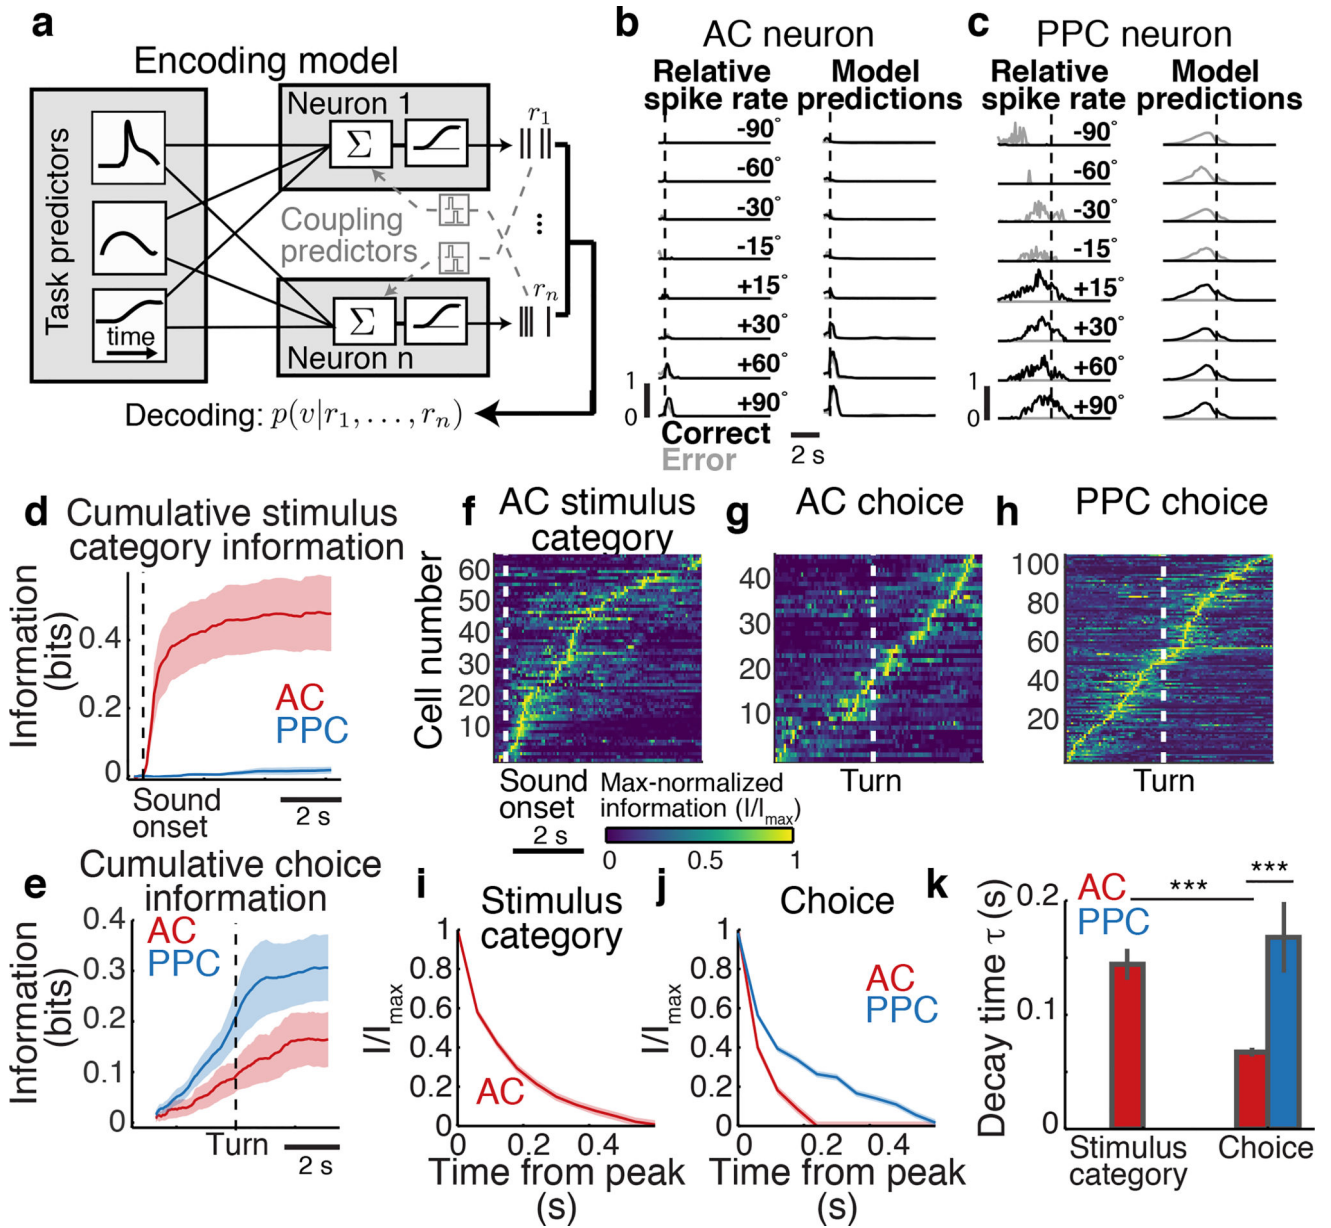 a
Encoding model
Task predictors
time
Neuron 1
Σ
Coupling
predictors
Σ
Neuron n
r1
...
rn
Decoding: p(v|r1, . . . , rn)
b
AC neuron
Relative
spike rate
Model
predictions
-90°
-60°
-30°
-15°
+15°
+30°
+60°
+90°
1
0
Correct
Error
2 s
c
PPC neuron
Relative
spike rate
Model
predictions
-90°
-60°
-30°
-15°
+15°
+30°
+60°
+90°
1
0
d
Cumulative stimulus
category information
Information
(bits)
0.4
0.2
0
AC
PPC
Sound
onset
2 s
e
Cumulative choice
information
Information
(bits)
0.4
0.3
0.2
0.1
0
AC
PPC
Turn
2 s
f
AC stimulus
category
Cell number
60
50
40
30
20
10
Sound
onset
2 s
Max-normalized
information (I/Imax)
0 0.5 1
g
AC choice
40
30
20
10
Turn
h
PPC choice
100
80
60
40
20
Turn
i
Stimulus
category
I/Imax
1
0.8
0.6
0.4
0.2
0
AC
0 0.2 0.4
Time from peak
(s)
j
Choice
I/Imax
1
0.8
0.6
0.4
0.2
0
AC
PPC
0 0.2 0.4
Time from peak
(s)
k
Decay time τ (s)
0.2
0.1
0
AC
PPC
***
***
Stimulus
category
Choice